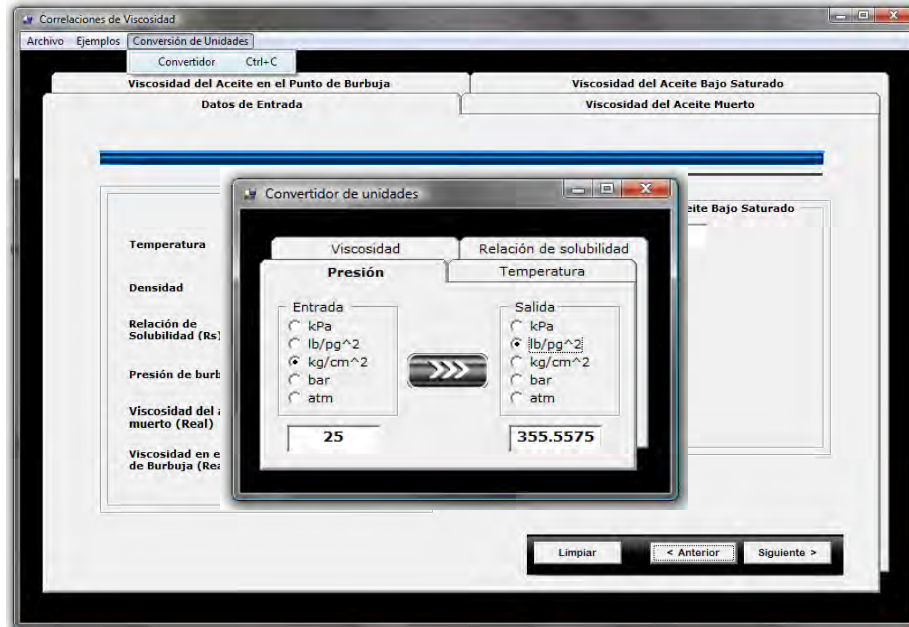 Correlaciones de Viscosidad
Archivo Ejemplos Conversión de Unidades
Convertidor Ctrl+C
Viscosidad del Aceite en el Punto de Burbuja
Viscosidad del Aceite Bajo Saturado
Datos de Entrada
Viscosidad del Aceite Muerto
eite Bajo Saturado
Temperatura
Densidad
Relación de
Solubilidad (Rs)
Presión de burb
Viscosidad del a
muerto (Real)
Viscosidad en e
de Burbuja (Rea
Convertidor de unidades
Viscosidad
Relación de solubilidad
Presión
Temperatura
Entrada
kPa
lb/pg^2
kg/cm^2
bar
atm
25
>>>
Salida
kPa
lb/pg^2
kg/cm^2
bar
atm
355.5575
Limpiar
< Anterior
Siguiente >